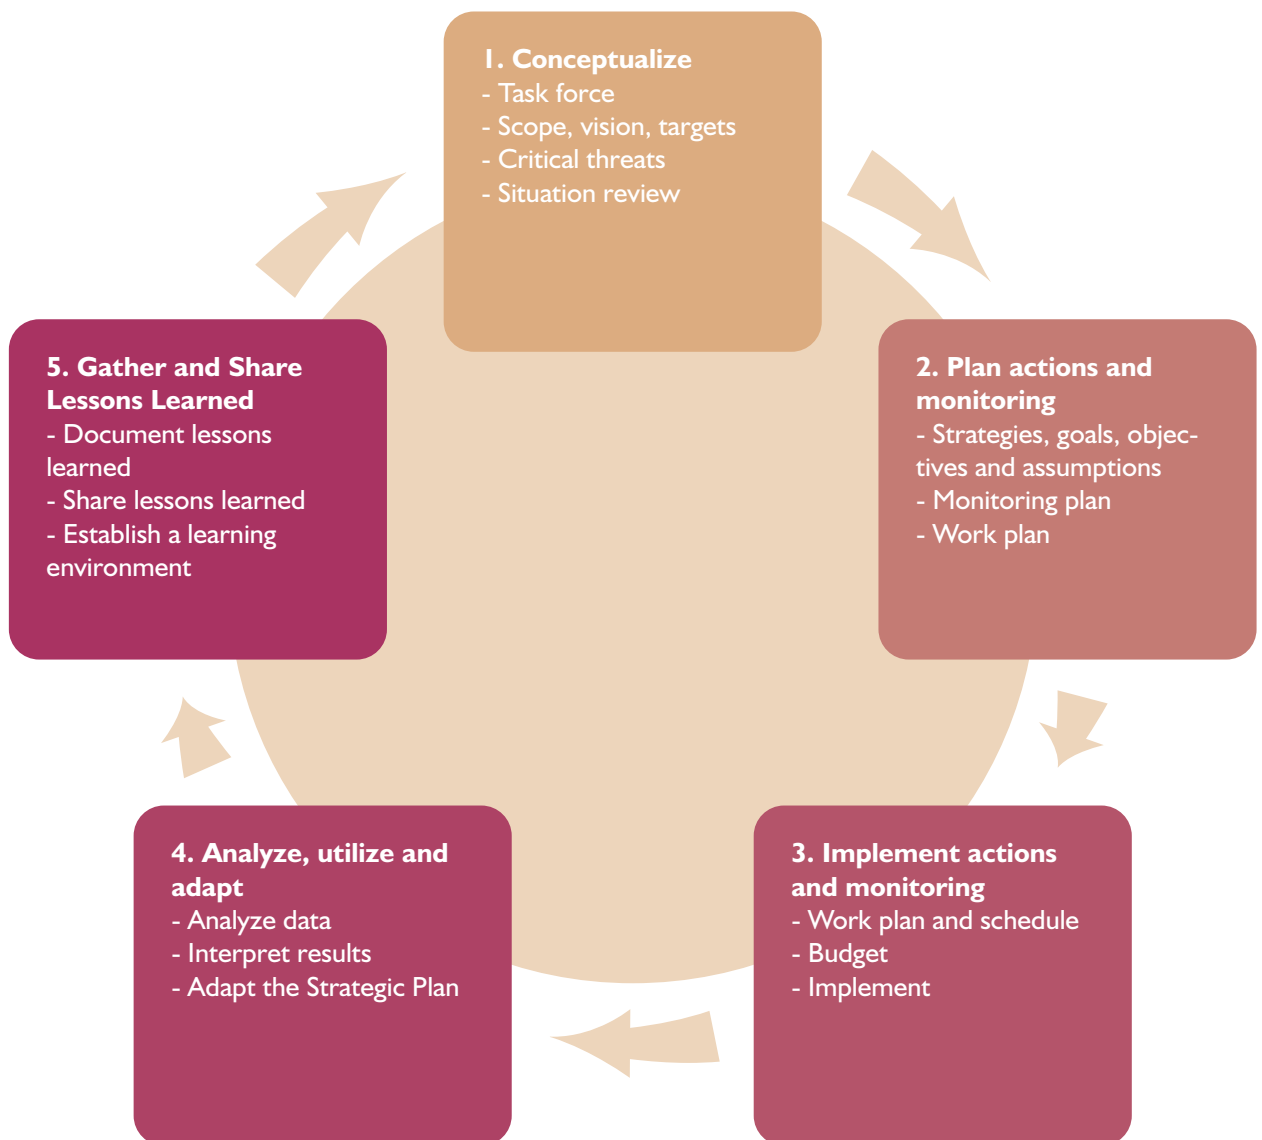 1. Conceptualize
- Task force
- Scope, vision, targets
- Critical threats
- Situation review
2. Plan actions and
monitoring
- Strategies, goals, objec-
tives and assumptions
- Monitoring plan
- Work plan
3. Implement actions
and monitoring
- Work plan and schedule
- Budget
- Implement
4. Analyze, utilize and
adapt
- Analyze data
- Interpret results
- Adapt the Strategic Plan
5. Gather and Share
Lessons Learned
- Document lessons
learned
- Share lessons learned
- Establish a learning
environment